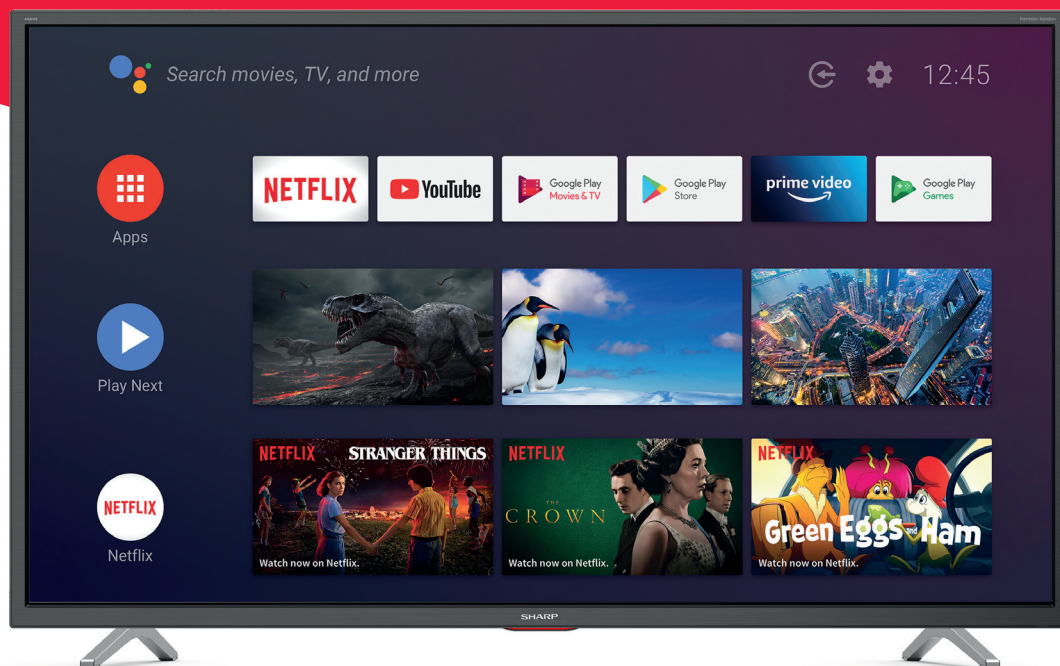 harman kardon
Search movies, TV, and more
12:45
NETFLIX
YouTube
Google Play
Movies & TV
Google Play
Store
prime video
Google Play
Games
Apps
Play Next
NETFLIX
STRANGER THINGS
Watch now on Netflix.
NETFLIX
THE
CROWN
Watch now on Netflix.
NETFLIX
Green Eggs and Ham
Watch now on Netflix.
NETFLIX
Netflix
SHARP